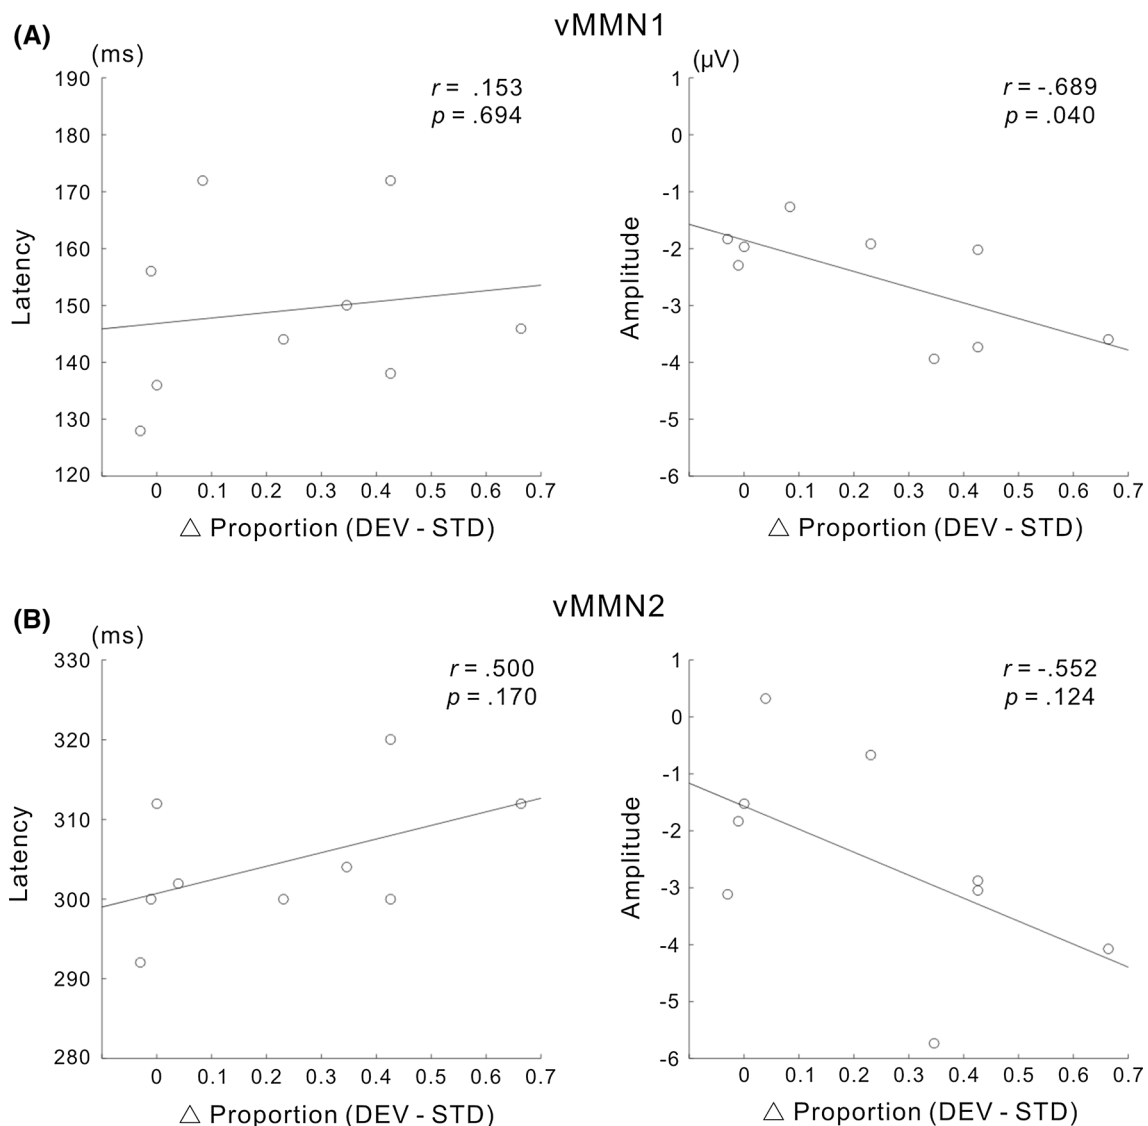 vMMN1
(A)
(ms)
190
180
170
160
150
140
130
120
Latency
r = .153
p = .694
0 0.1 0.2 0.3 0.4 0.5 0.6 0.7
△ Proportion (DEV - STD)
(μV)
1
0
-1
-2
-3
-4
-5
-6
Amplitude
r = -.689
p = .040
0 0.1 0.2 0.3 0.4 0.5 0.6 0.7
△ Proportion (DEV - STD)
vMMN2
(B)
(ms)
330
320
310
300
290
280
Latency
r = .500
p = .170
0 0.1 0.2 0.3 0.4 0.5 0.6 0.7
△ Proportion (DEV - STD)
1
0
-1
-2
-3
-4
-5
-6
Amplitude
r = -.552
p = .124
0 0.1 0.2 0.3 0.4 0.5 0.6 0.7
△ Proportion (DEV - STD)